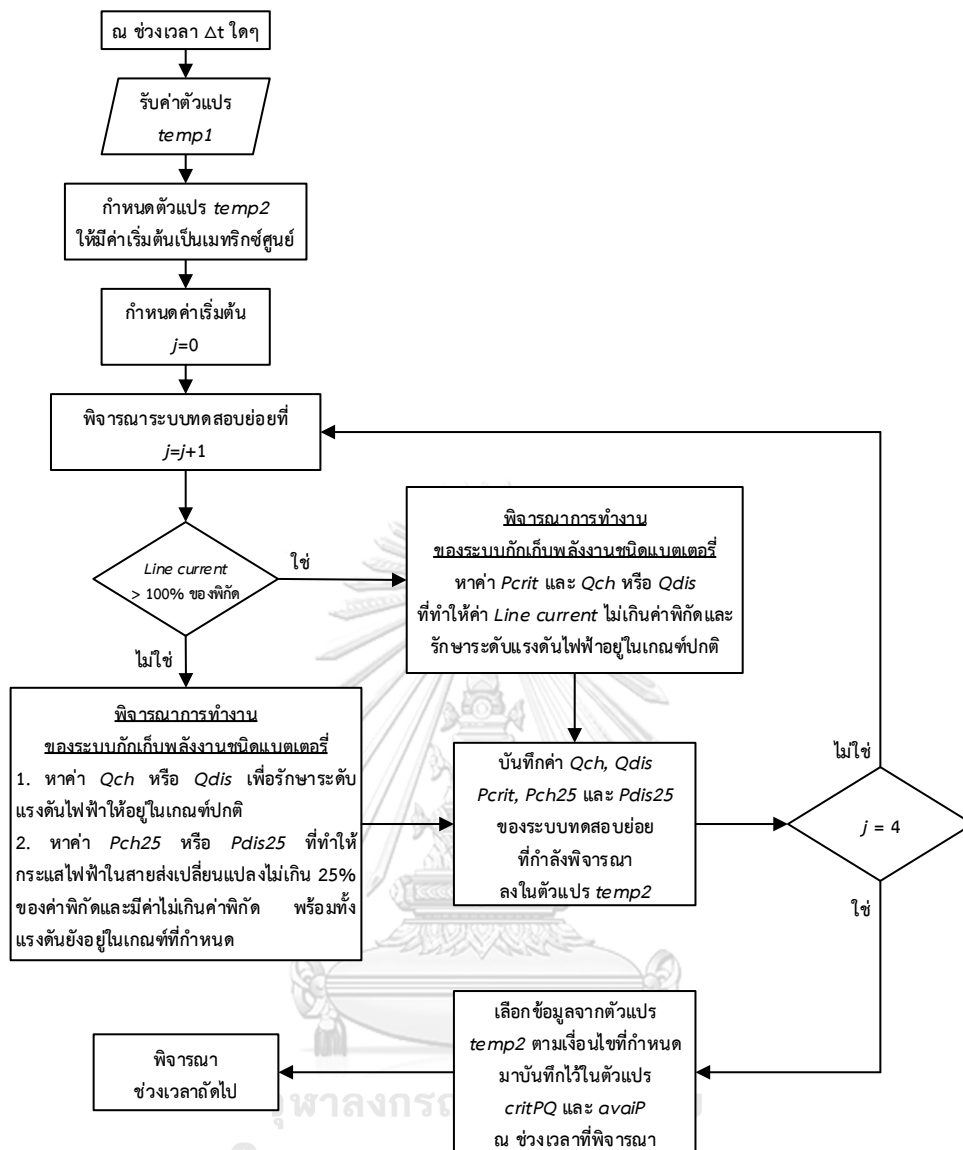 ณ ช่วงเวลา Δt ใดๆ
รับค่าตัวแปร
temp1
กำหนดตัวแปร temp2
ให้มีค่าเริ่มต้นเป็นเมทริกซ์ศูนย์
กำหนดค่าเริ่มต้น
j=0
พิจารณาระบบทดสอบย่อยที่
j=j+1
Line current
> 100% ของพิกัด
ใช่
ไม่ใช่
พิจารณาการทำงาน
ของระบบกักเก็บพลังงานชนิดแบตเตอรี่
หาค่า Pcrit และ Qch หรือ Qdis
ที่ทำให้ค่า Line current ไม่เกินค่าพิกัดและ
รักษาระดับแรงดันไฟฟ้าอยู่ในเกณฑ์ปกติ
พิจารณาการทำงาน
ของระบบกักเก็บพลังงานชนิดแบตเตอรี่
1. หาค่า Qch หรือ Qdis เพื่อรักษาระดับ
แรงดันไฟฟ้าให้อยู่ในเกณฑ์ปกติ
2. หาค่า Pch25 หรือ Pdis25 ที่ทำให้
กระแสไฟฟ้าในสายส่งเปลี่ยนแปลงไม่เกิน 25%
ของค่าพิกัดและมีค่าไม่เกินค่าพิกัด พร้อมทั้ง
แรงดันยังอยู่ในเกณฑ์ที่กำหนด
บันทึกค่า Qch, Qdis
Pcrit, Pch25 และ Pdis25
ของระบบทดสอบย่อย
ที่กำลังพิจารณา
ลงในตัวแปร temp2
ไม่ใช่
j = 4
ใช่
เลือกข้อมูลจากตัวแปร
temp2 ตามเงื่อนไขที่กำหนด
มาบันทึกไว้ในตัวแปร
critPQ และ avaiP
ณ ช่วงเวลาที่พิจารณา
พิจารณา
ช่วงเวลาถัดไป